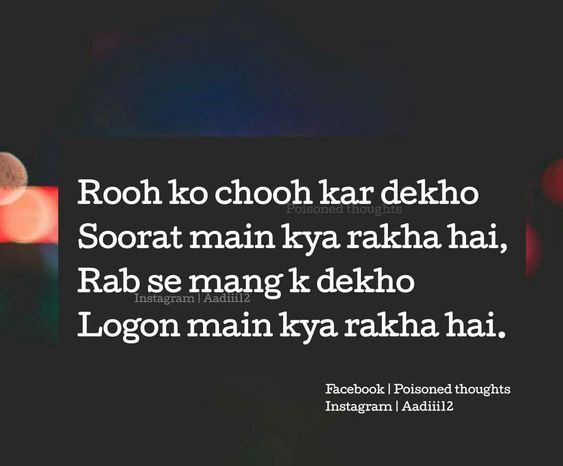 Rooh ko chooh kar dekho
Poisoned thoughts
Soorat main kya rakha hai,
Rab se mang k dekho
Instagram | Aadiii12
Logon main kya rakha hai.
Facebook | Poisoned thoughts
Instagram | Aadiii12